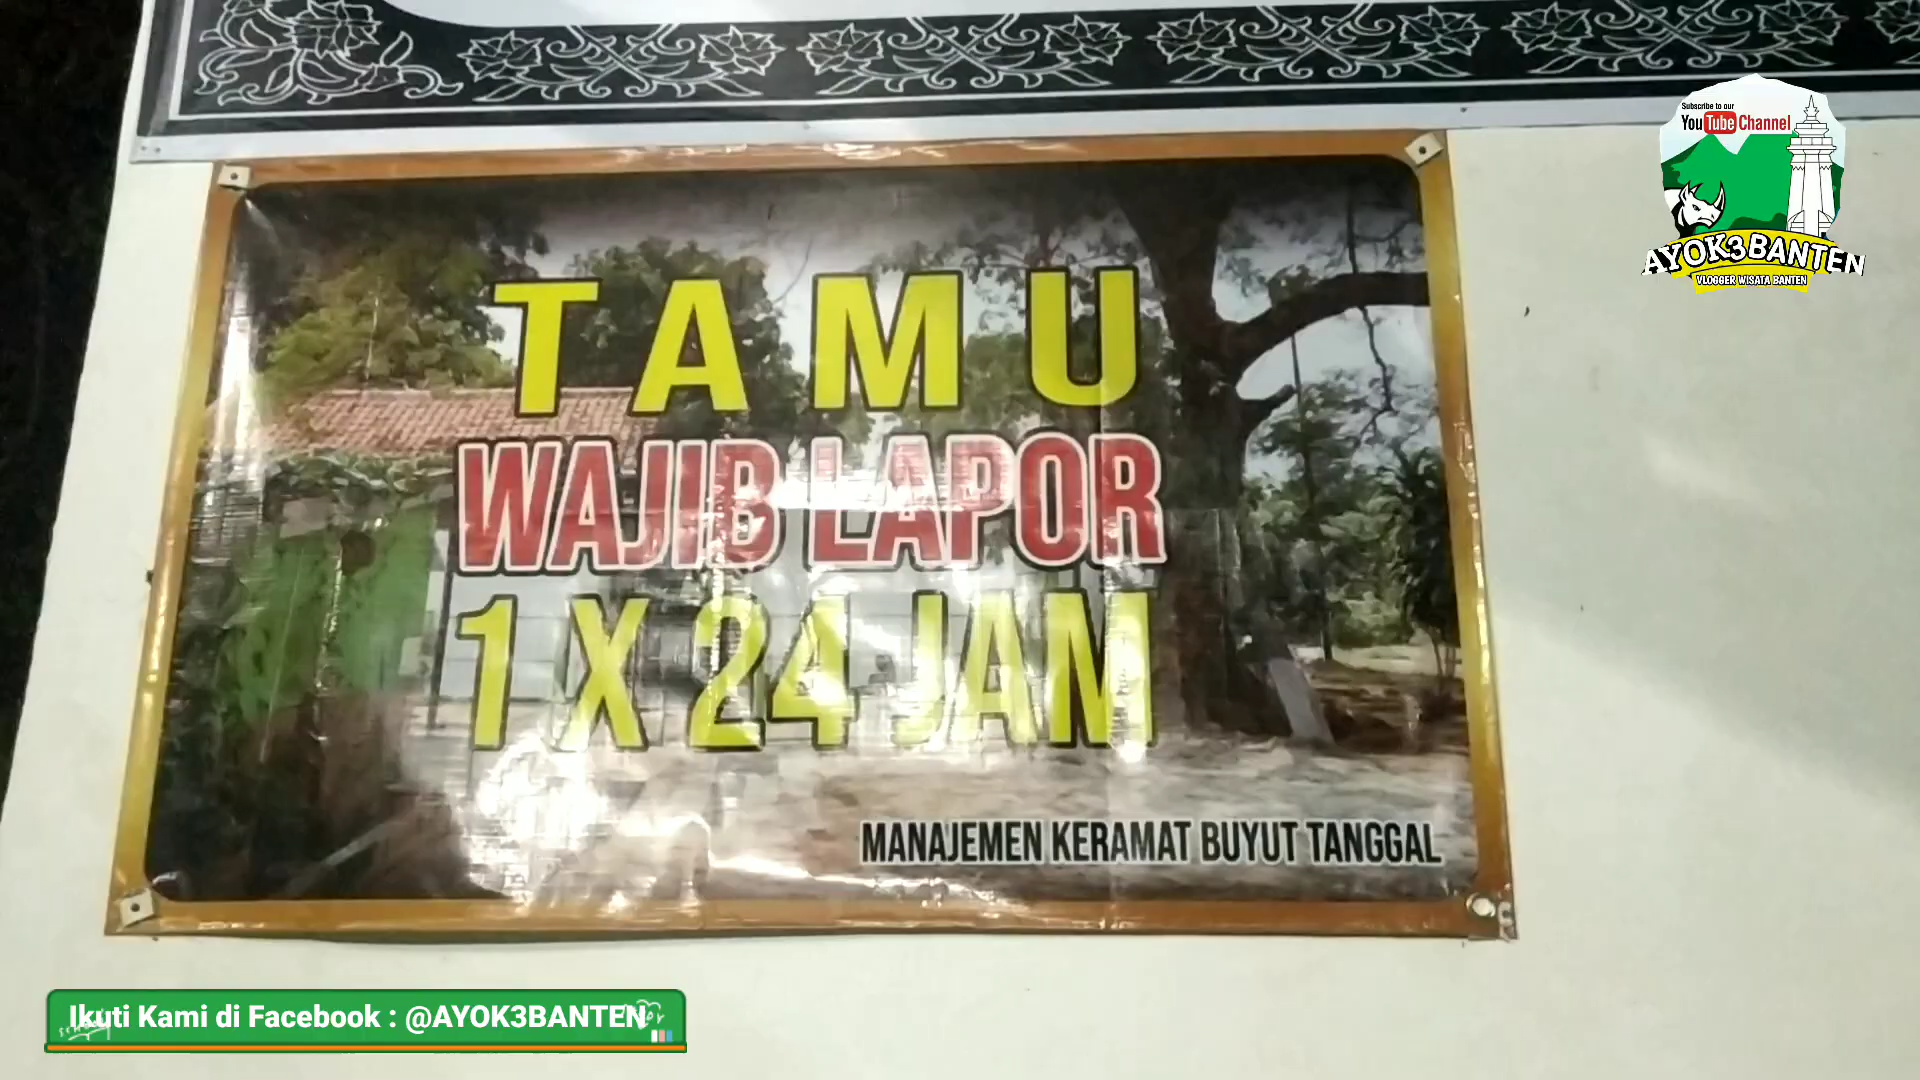 Subscribe to our
YouTube Channel
AYOK3BANTEN
VLOGGER WISATA BANTEN
TAMU
WAJIB LAPOR
1 X 24 JAM
MANAJEMEN KERAMAT BUYUT TANGGAL
Ikuti Kami di Facebook : @AYOK3BANTEN